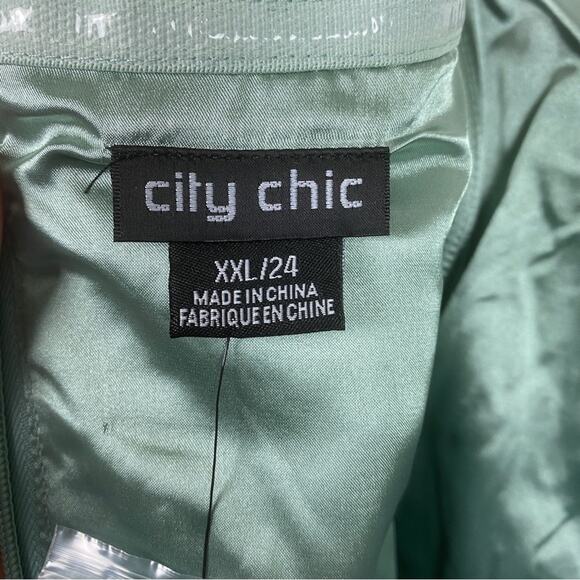 city chic
XXL/24
MADE IN CHINA
FABRIQUE EN CHINE